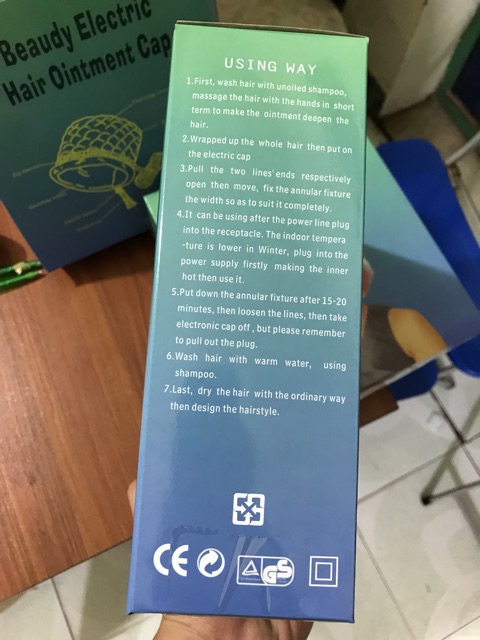 Beaudy Electric
Hair Ointment Cap
USING WAY
1.First, wash hair with unoiled shampoo,
massage the hair with the hands in short
term to make the ointment deepen the
hair.
2.Wrapped up the whole hair then put on
the electric cap
3.Pull the two lines'ends respectively
open then move, fix the annular fixture
the width so as to suit it completely.
4.It can be using after the power line plug
into the receptacle. The indoor tempera
-ture is lower in Winter, plug into the
power supply firstly making the inner
hot then use it.
5.Put down the annular fixture after 15-20
minutes, then loosen the lines, then take
electronic cap off , but please remember
to pull out the plug.
6.Wash hair with warm water, using
shampoo.
7.Last, dry the hair with the ordinary way
then design the hairstyle.
CE
GS